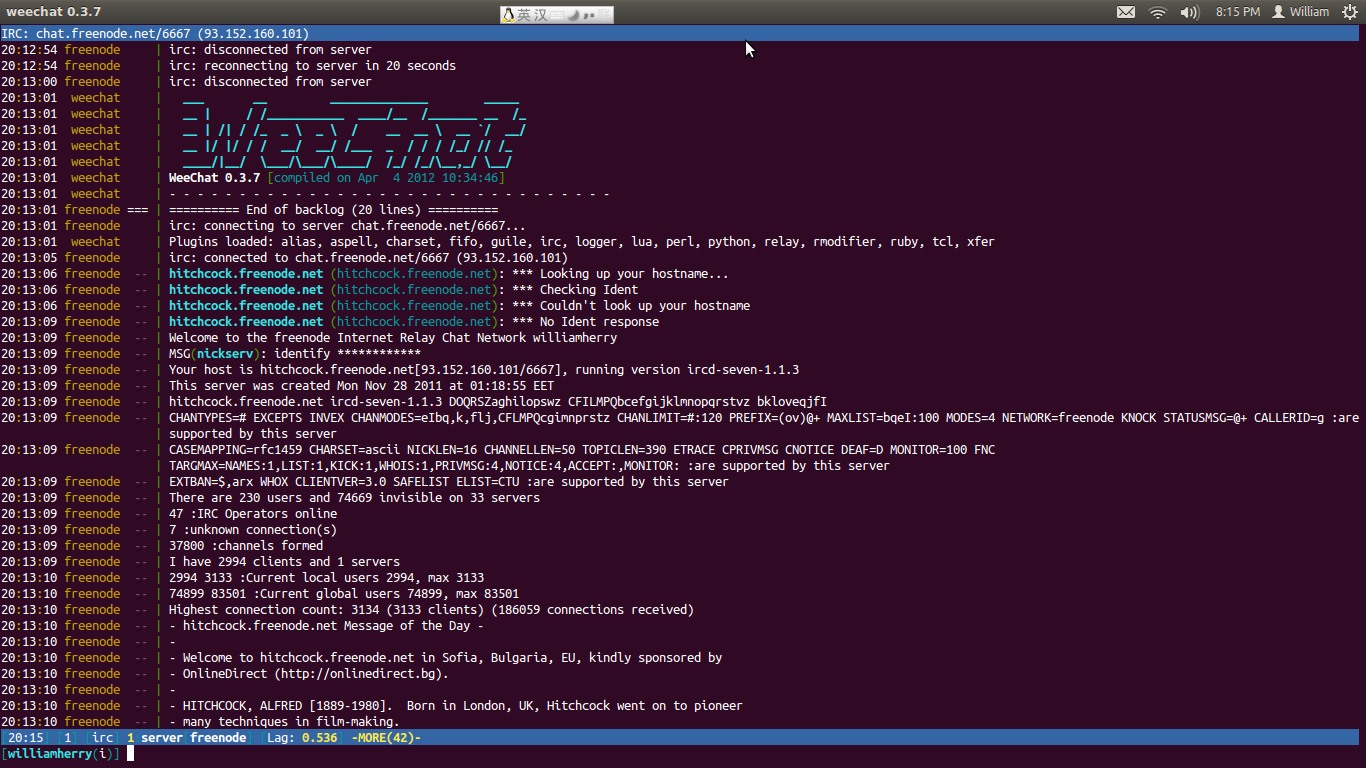 weechat 0.3.7
英 汉
8:15 PM William
IRC: chat.freenode.net/6667 (93.152.160.101)
20:12:54 freenode | irc: disconnected from server
20:12:54 freenode | irc: reconnecting to server in 20 seconds
20:13:00 freenode | irc: disconnected from server
20:13:01 weechat | ___ __ ____________ _____
20:13:01 weechat | __ | / /___________ ____/__ /_______ __ /_
20:13:01 weechat | __ | /| / /_ _ \ _ \ / __ __ \ __ `/ __/
20:13:01 weechat | __ |/ |/ / / __/ __/ /___ _ / / / /_/ // /_
20:13:01 weechat | ____/|__/ \___/\___/\____/ /_/ /_/\__,_/ \__/
20:13:01 weechat | WeeChat 0.3.7 [compiled on Apr 4 2012 10:34:46]
20:13:01 weechat | - - - - - - - - - - - - - - - - - - - - - - - - - - - - - - - -
20:13:01 freenode === | ========== End of backlog (20 lines) ==========
20:13:01 freenode | irc: connecting to server chat.freenode.net/6667...
20:13:01 weechat | Plugins loaded: alias, aspell, charset, fifo, guile, irc, logger, lua, perl, python, relay, rmodifier, ruby, tcl, xfer
20:13:05 freenode | irc: connected to chat.freenode.net/6667 (93.152.160.101)
20:13:06 freenode -- | hitchcock.freenode.net (hitchcock.freenode.net): *** Looking up your hostname...
20:13:06 freenode -- | hitchcock.freenode.net (hitchcock.freenode.net): *** Checking Ident
20:13:06 freenode -- | hitchcock.freenode.net (hitchcock.freenode.net): *** Couldn't look up your hostname
20:13:09 freenode -- | hitchcock.freenode.net (hitchcock.freenode.net): *** No Ident response
20:13:09 freenode -- | Welcome to the freenode Internet Relay Chat Network williamherry
20:13:09 freenode -- | MSG(nickserv): identify ************
20:13:09 freenode -- | Your host is hitchcock.freenode.net[93.152.160.101/6667], running version ircd-seven-1.1.3
20:13:09 freenode -- | This server was created Mon Nov 28 2011 at 01:18:55 EET
20:13:09 freenode -- | hitchcock.freenode.net ircd-seven-1.1.3 DOQRSZaghilopswz CFILMPQbcefgijklmnopqrstvz bkloveqjfI
20:13:09 freenode -- | CHANTYPES=# EXCEPTS INVEX CHANMODES=eIbq,k,flj,CFLMPQcgimnprstz CHANLIMIT=#:120 PREFIX=(ov)@+ MAXLIST=bqeI:100 MODES=4 NETWORK=freenode KNOCK STATUSMSG=@+ CALLERID=g :are
| supported by this server
20:13:09 freenode -- | CASEMAPPING=rfc1459 CHARSET=ascii NICKLEN=16 CHANNELLEN=50 TOPICLEN=390 ETRACE CPRIVMSG CNOTICE DEAF=D MONITOR=100 FNC
| TARGMAX=NAMES:1,LIST:1,KICK:1,WHOIS:1,PRIVMSG:4,NOTICE:4,ACCEPT:,MONITOR: :are supported by this server
20:13:09 freenode -- | EXTBAN=$,arx WHOX CLIENTVER=3.0 SAFELIST ELIST=CTU :are supported by this server
20:13:09 freenode -- | There are 230 users and 74669 invisible on 33 servers
20:13:09 freenode -- | 47 :IRC Operators online
20:13:09 freenode -- | 7 :unknown connection(s)
20:13:09 freenode -- | 37800 :channels formed
20:13:09 freenode -- | I have 2994 clients and 1 servers
20:13:10 freenode -- | 2994 3133 :Current local users 2994, max 3133
20:13:10 freenode -- | 74899 83501 :Current global users 74899, max 83501
20:13:10 freenode -- | Highest connection count: 3134 (3133 clients) (186059 connections received)
20:13:10 freenode -- | - hitchcock.freenode.net Message of the Day -
20:13:10 freenode -- | -
20:13:10 freenode -- | - Welcome to hitchcock.freenode.net in Sofia, Bulgaria, EU, kindly sponsored by
20:13:10 freenode -- | - OnlineDirect (http://onlinedirect.bg).
20:13:10 freenode -- | -
20:13:10 freenode -- | - HITCHCOCK, ALFRED [1889-1980]. Born in London, UK, Hitchcock went on to pioneer
20:13:10 freenode -- | - many techniques in film-making.
[20:15] [1] [irc] 1 server[freenode] [Lag: 0.536] -MORE(42)-
[williamherry(i)]